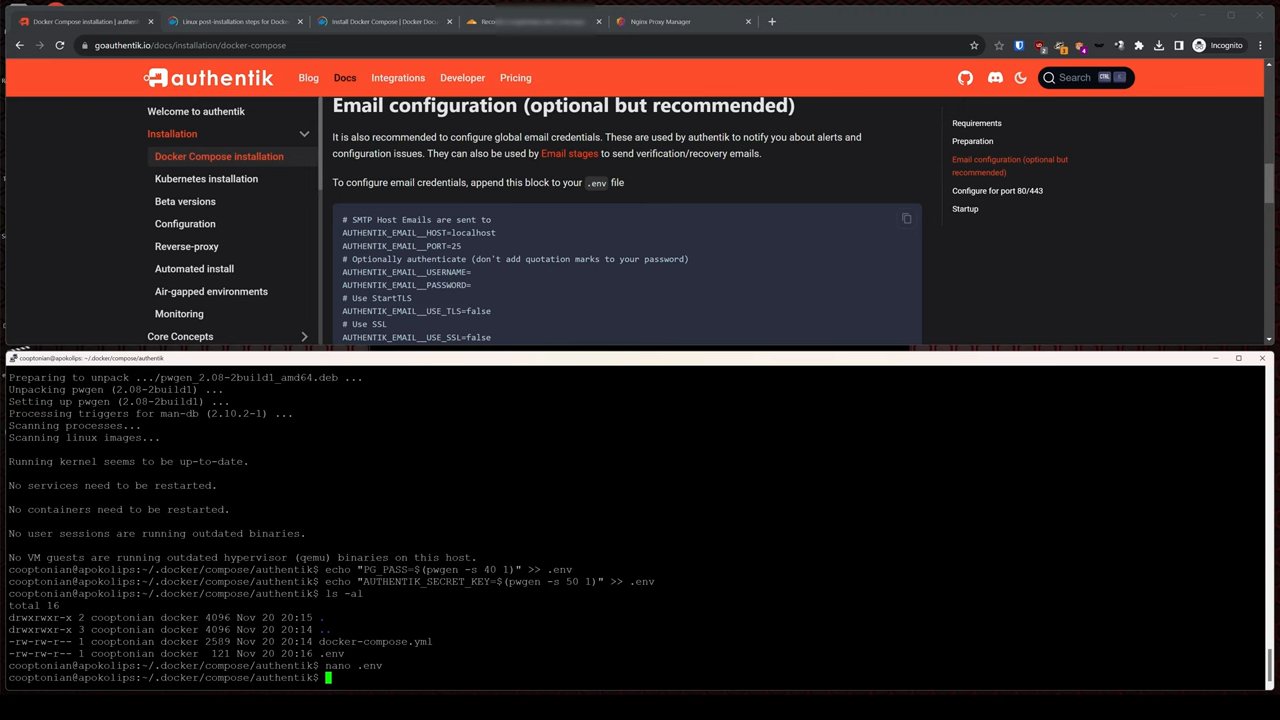 Docker Compose installation | authen
Linux post-installation steps for Docke
Install Docker Compose | Docker Docu
Reco
Nginx Proxy Manager
goauthentik.io/docs/installation/docker-compose
Incognito
authentik
Blog
Docs
Integrations
Developer
Pricing
Search
CTRL
K
Welcome to authentik
Installation
Docker Compose installation
Kubernetes installation
Beta versions
Configuration
Reverse-proxy
Automated install
Air-gapped environments
Monitoring
Core Concepts
Email configuration (optional but recommended)
It is also recommended to configure global email credentials. These are used by authentik to notify you about alerts and
configuration issues. They can also be used by Email stages to send verification/recovery emails.
To configure email credentials, append this block to your .env file
# SMTP Host Emails are sent to
AUTHENTIK_EMAIL__HOST=localhost
AUTHENTIK_EMAIL__PORT=25
# Optionally authenticate (don't add quotation marks to your password)
AUTHENTIK_EMAIL__USERNAME=
AUTHENTIK_EMAIL__PASSWORD=
# Use StartTLS
AUTHENTIK_EMAIL__USE_TLS=false
# Use SSL
AUTHENTIK_EMAIL__USE_SSL=false
Requirements
Preparation
Email configuration (optional but
recommended)
Configure for port 80/443
Startup
cooptonian@apokolips: ~/.docker/compose/authentik
Preparing to unpack .../pwgen_2.08-2build1_amd64.deb ...
Unpacking pwgen (2.08-2build1) ...
Setting up pwgen (2.08-2build1) ...
Processing triggers for man-db (2.10.2-1) ...
Scanning processes...
Scanning linux images...
Running kernel seems to be up-to-date.
No services need to be restarted.
No containers need to be restarted.
No user sessions are running outdated binaries.
No VM guests are running outdated hypervisor (qemu) binaries on this host.
cooptonian@apokolips:~/.docker/compose/authentik$ echo "PG_PASS=$(pwgen -s 40 1)" >> .env
cooptonian@apokolips:~/.docker/compose/authentik$ echo "AUTHENTIK_SECRET_KEY=$(pwgen -s 50 1)" >> .env
cooptonian@apokolips:~/.docker/compose/authentik$ ls -al
total 16
drwxrwxr-x 2 cooptonian docker 4096 Nov 20 20:15 .
drwxrwxr-x 3 cooptonian docker 4096 Nov 20 20:14 ..
-rw-rw-r-- 1 cooptonian docker 2589 Nov 20 20:14 docker-compose.yml
-rw-rw-r-- 1 cooptonian docker  121 Nov 20 20:16 .env
cooptonian@apokolips:~/.docker/compose/authentik$ nano .env
cooptonian@apokolips:~/.docker/compose/authentik$